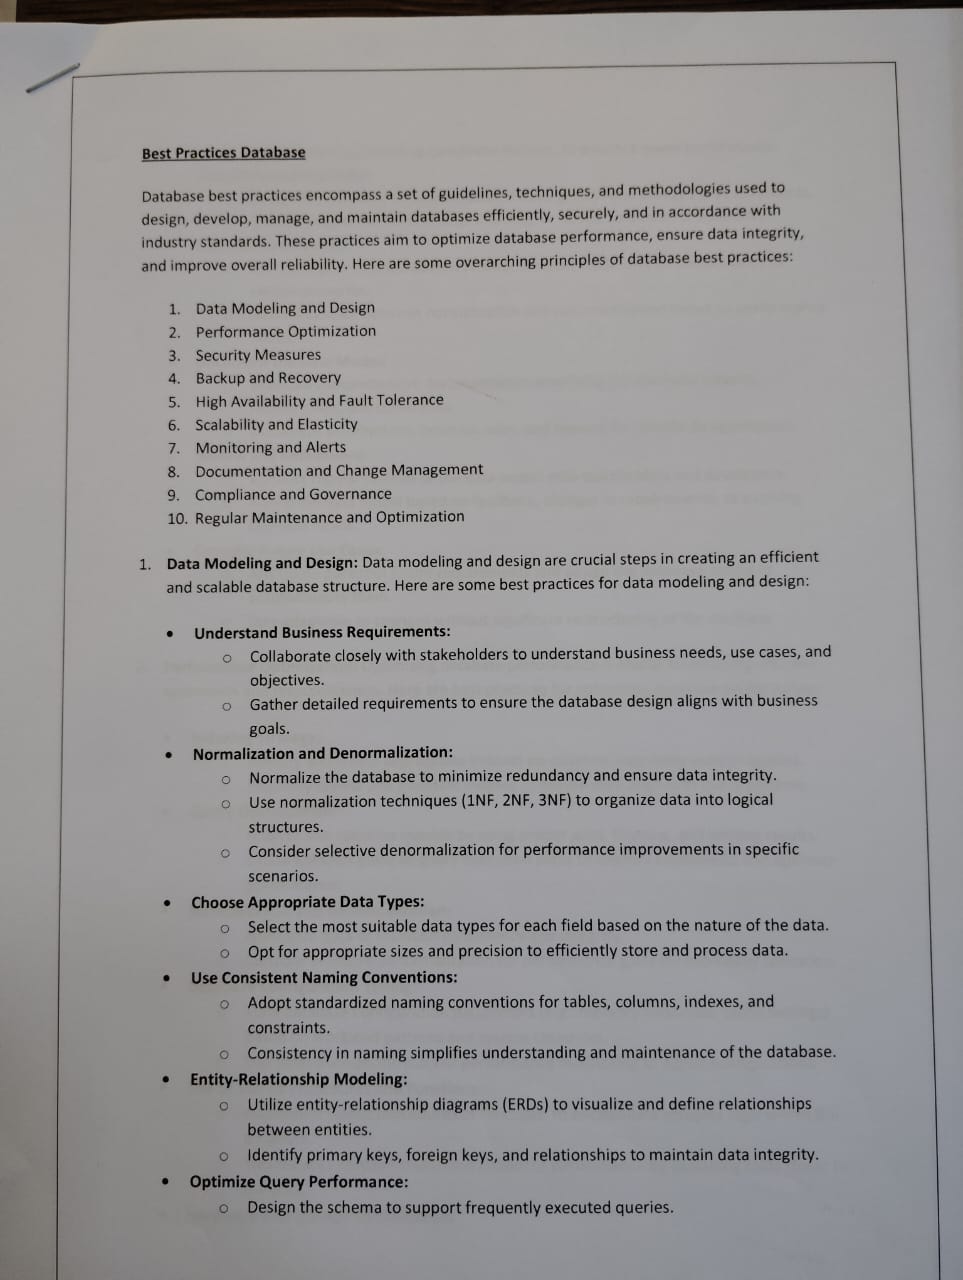 Best Practices Database
Database best practices encompass a set of guidelines, techniques, and methodologies used to
design, develop, manage, and maintain databases efficiently, securely, and in accordance with
industry standards. These practices aim to optimize database performance, ensure data integrity,
and improve overall reliability. Here are some overarching principles of database best practices:
1. Data Modeling and Design
2. Performance Optimization
3. Security Measures
4. Backup and Recovery
5. High Availability and Fault Tolerance
6. Scalability and Elasticity
7. Monitoring and Alerts
8. Documentation and Change Management
9. Compliance and Governance
10. Regular Maintenance and Optimization
1. Data Modeling and Design: Data modeling and design are crucial steps in creating an efficient
and scalable database structure. Here are some best practices for data modeling and design:
• Understand Business Requirements:
○ Collaborate closely with stakeholders to understand business needs, use cases, and
objectives.
○ Gather detailed requirements to ensure the database design aligns with business
goals.
• Normalization and Denormalization:
○ Normalize the database to minimize redundancy and ensure data integrity.
○ Use normalization techniques (1NF, 2NF, 3NF) to organize data into logical
structures.
○ Consider selective denormalization for performance improvements in specific
scenarios.
• Choose Appropriate Data Types:
○ Select the most suitable data types for each field based on the nature of the data.
○ Opt for appropriate sizes and precision to efficiently store and process data.
• Use Consistent Naming Conventions:
○ Adopt standardized naming conventions for tables, columns, indexes, and
constraints.
○ Consistency in naming simplifies understanding and maintenance of the database.
• Entity-Relationship Modeling:
○ Utilize entity-relationship diagrams (ERDs) to visualize and define relationships
between entities.
○ Identify primary keys, foreign keys, and relationships to maintain data integrity.
• Optimize Query Performance:
○ Design the schema to support frequently executed queries.